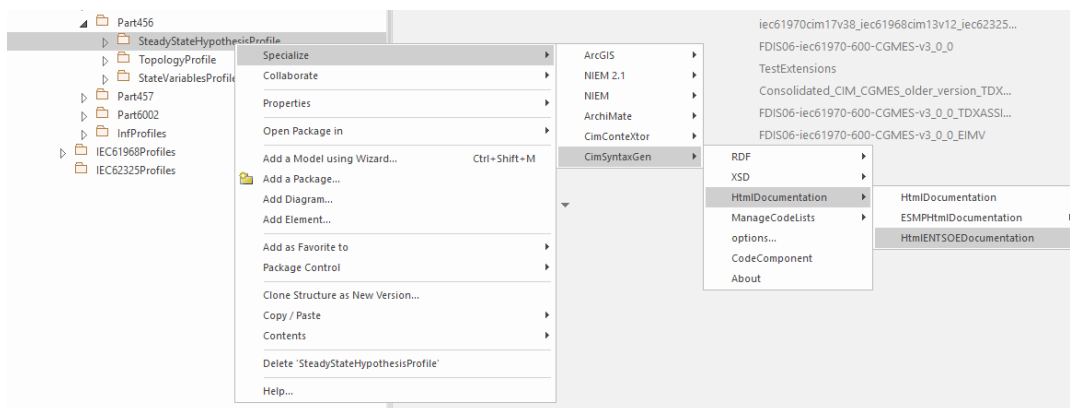 Part456
SteadyStateHypothesisProfile
TopologyProfile
StateVariablesProfile
Part457
Part6002
InfProfiles
IEC61968Profiles
IEC62325Profiles
Specialize
Collaborate
Properties
Open Package in
Add a Model using Wizard... Ctrl+Shift+M
Add a Package...
Add Diagram...
Add Element...
Add as Favorite to
Package Control
Clone Structure as New Version...
Copy / Paste
Contents
Delete 'SteadyStateHypothesisProfile'
Help...
ArcGIS
NIEM 2.1
NIEM
ArchiMate
CimConteXtor
CimSyntaxGen
RDF
XSD
HtmlDocumentation
ManageCodeLists
options...
CodeComponent
About
HtmlDocumentation
ESMPHtmlDocumentation
HtmlENTSOEDocumentation
iec61970cim17v38_iec61968cim13v12_iec62325...
FDIS06-iec61970-600-CGMES-v3_0_0
TestExtensions
Consolidated_CIM_CGMES_older_version_TDX...
FDIS06-iec61970-600-CGMES-v3_0_0_TDXASSI...
FDIS06-iec61970-600-CGMES-v3_0_0_EIMV